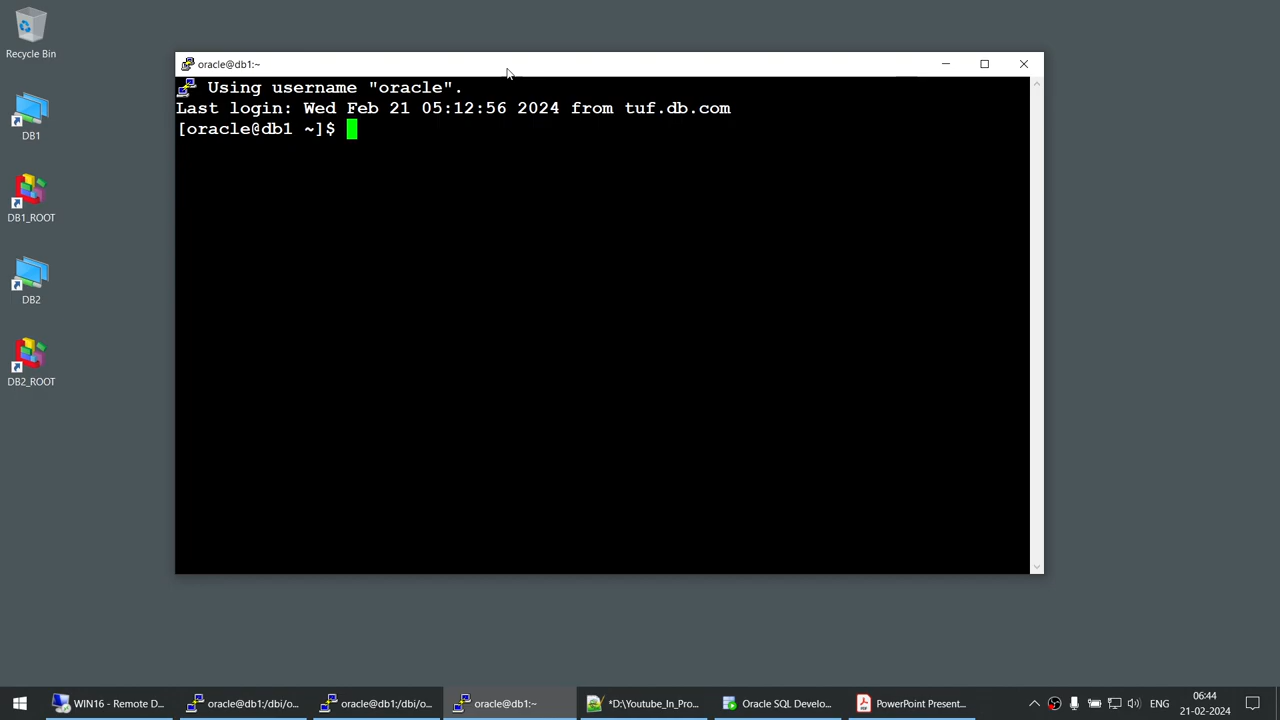 Recycle Bin
DB1
DB1_ROOT
DB2
DB2_ROOT
oracle@db1:~
Using username "oracle".
Last login: Wed Feb 21 05:12:56 2024 from tuf.db.com
[oracle@db1 ~]$
WIN16 - Remote D...
oracle@db1:/dbi/o...
oracle@db1:/dbi/o...
oracle@db1:~
*D:\Youtube_In_Pro...
Oracle SQL Develo...
PowerPoint Present...
ENG
06:44
21-02-2024